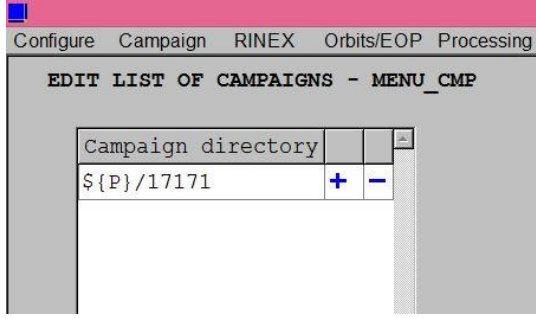 Configure Campaign RINEX Orbits/EOP Processing
EDIT LIST OF CAMPAIGNS - MENU_CMP
Campaign directory
${P}/17171 + −